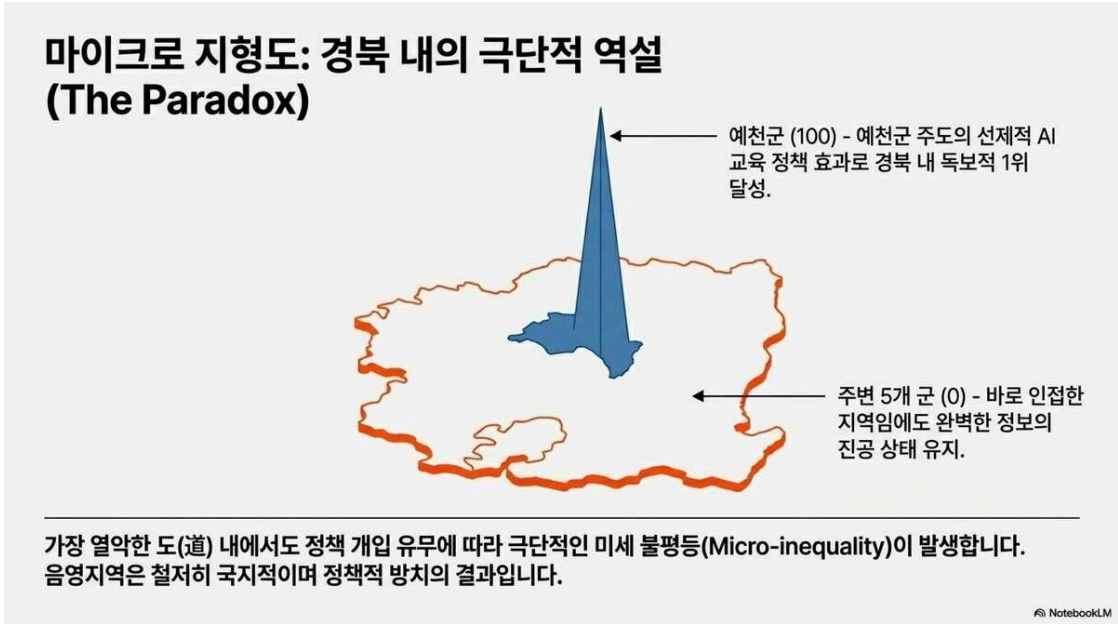 마이크로 지형도: 경북 내의 극단적 역설
(The Paradox)
예천군 (100) - 예천군 주도의 선제적 AI
교육 정책 효과로 경북 내 독보적 1위
달성.
주변 5개 군 (0) - 바로 인접한
지역임에도 완벽한 정보의
진공 상태 유지.
가장 열악한 도(道) 내에서도 정책 개입 유무에 따라 극단적인 미세 불평등(Micro-inequality)이 발생합니다.
음영지역은 철저히 국지적이며 정책적 방치의 결과입니다.
NotebookLM